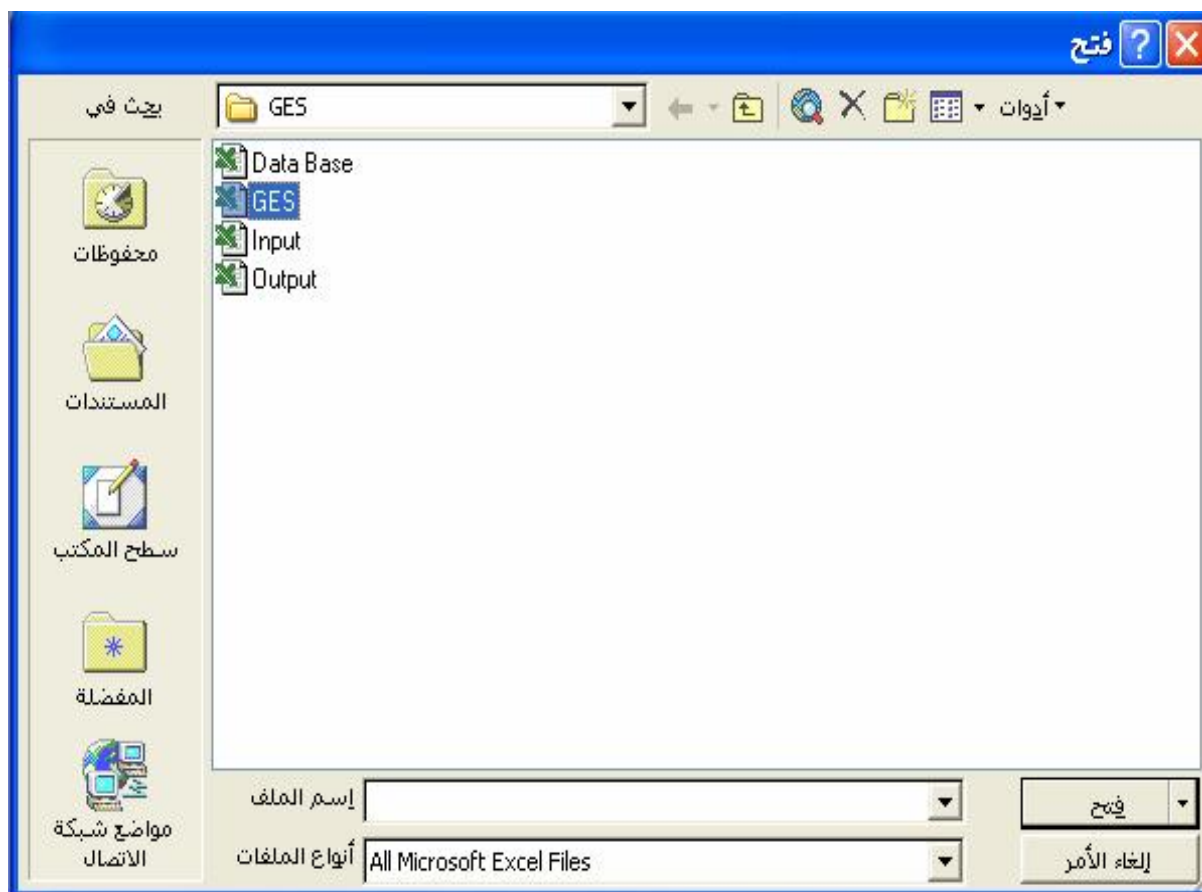 فتح
بحث في
GES
أدوات
Data Base
GES
Input
Output
محفوظات
المستندات
سطح المكتب
المفضلة
مواضع شبكة
الاتصال
إسم الملف
فتح
أنواع الملفات
All Microsoft Excel Files
إلغاء الأمر